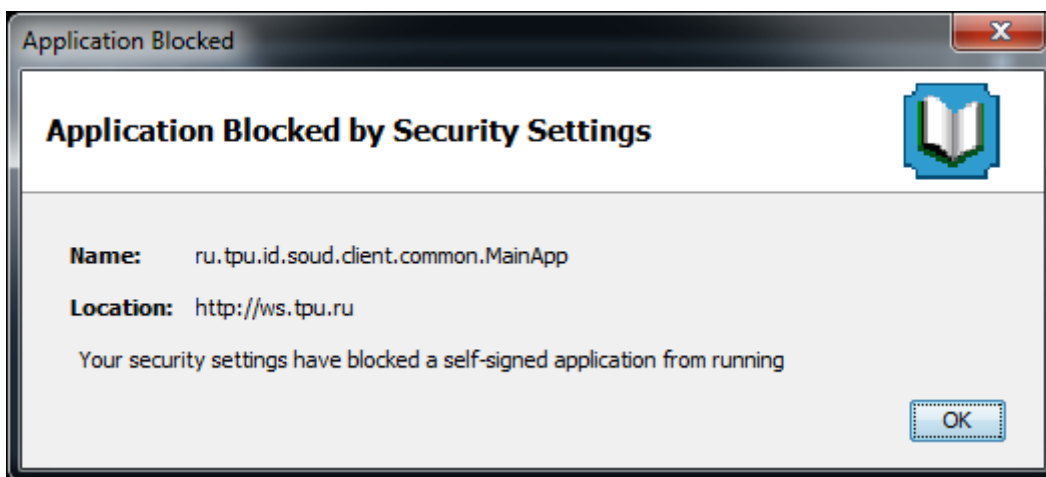 Application Blocked
Application Blocked by Security Settings
Name: ru.tpu.id.soud.client.common.MainApp
Location: http://ws.tpu.ru
Your security settings have blocked a self-signed application from running
OK